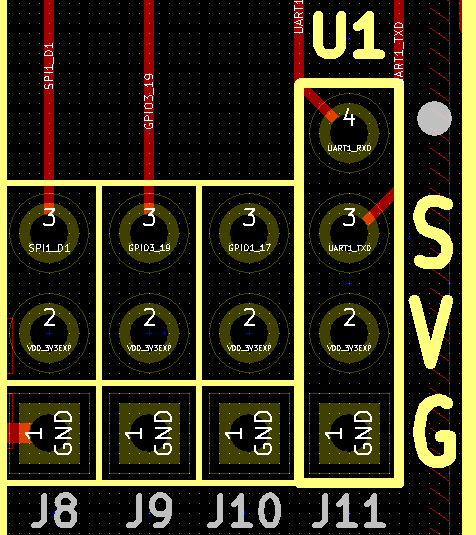 UART1
U1
SPI1_D1
GPIO3_19
UART1_TXD
4
UART1_RXD
3
3
3
3
SPI1_D1
GPIO3_19
GPIO1_17
UART1_TXD
S
2
2
2
2
VDD_3V3EXP
VDD_3V3EXP
VDD_3V3EXP
VDD_3V3EXP
V
1 GND
1 GND
1 GND
1 GND
G
J8
J9
J10
J11